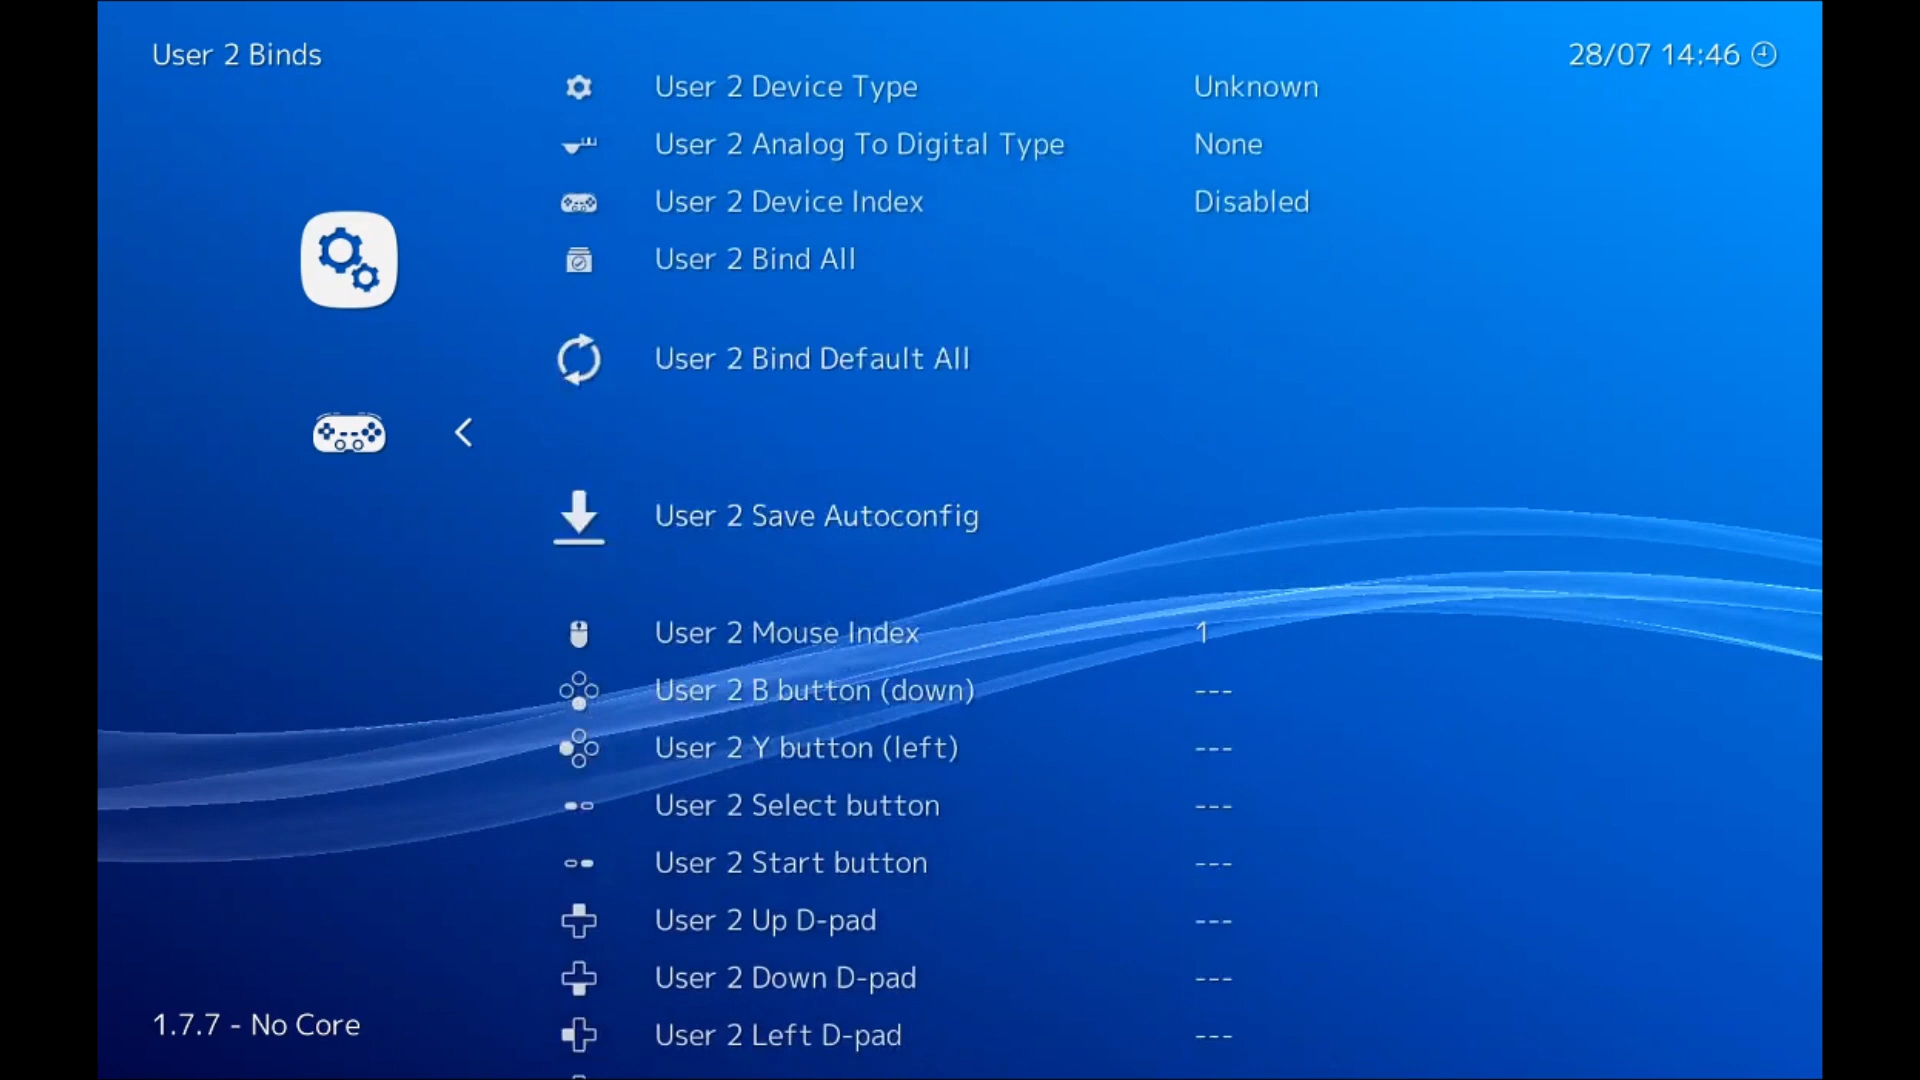 User 2 Binds
28/07 14:46
User 2 Device Type Unknown
User 2 Analog To Digital Type None
User 2 Device Index Disabled
User 2 Bind All
User 2 Bind Default All
User 2 Save Autoconfig
User 2 Mouse Index 1
User 2 B button (down) ---
User 2 Y button (left) ---
User 2 Select button ---
User 2 Start button ---
User 2 Up D-pad ---
User 2 Down D-pad ---
User 2 Left D-pad ---
1.7.7 - No Core